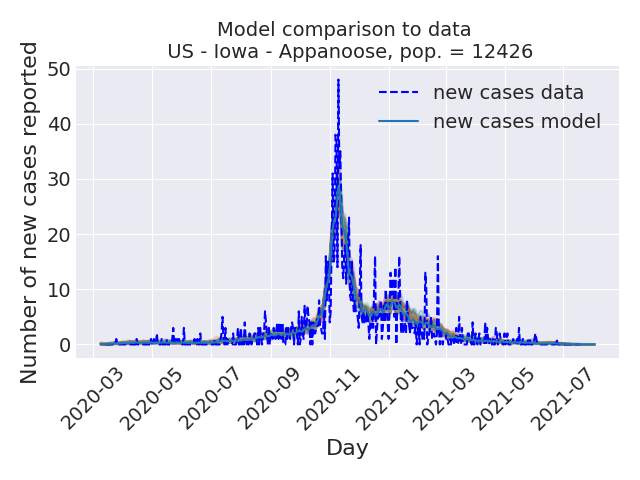 Model comparison to data
US - Iowa - Appanoose, pop. = 12426
Number of new cases reported
50
40
30
20
10
0
new cases data
new cases model
2020-03
2020-05
2020-07
2020-09
2020-11
2021-01
2021-03
2021-05
2021-07
Day